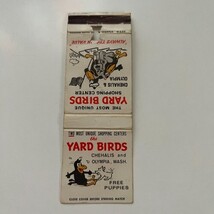 THE MOST UNIQUE
SHOPPING CENTER
YARD BIRDS
CHEHALIS &
OLYMPIA
MOST UNIQUE SHOPPING CENTERS
the
YARD BIRDS
CHEHALIS and
OLYMPIA, WASH.
FREE
PUPPIES